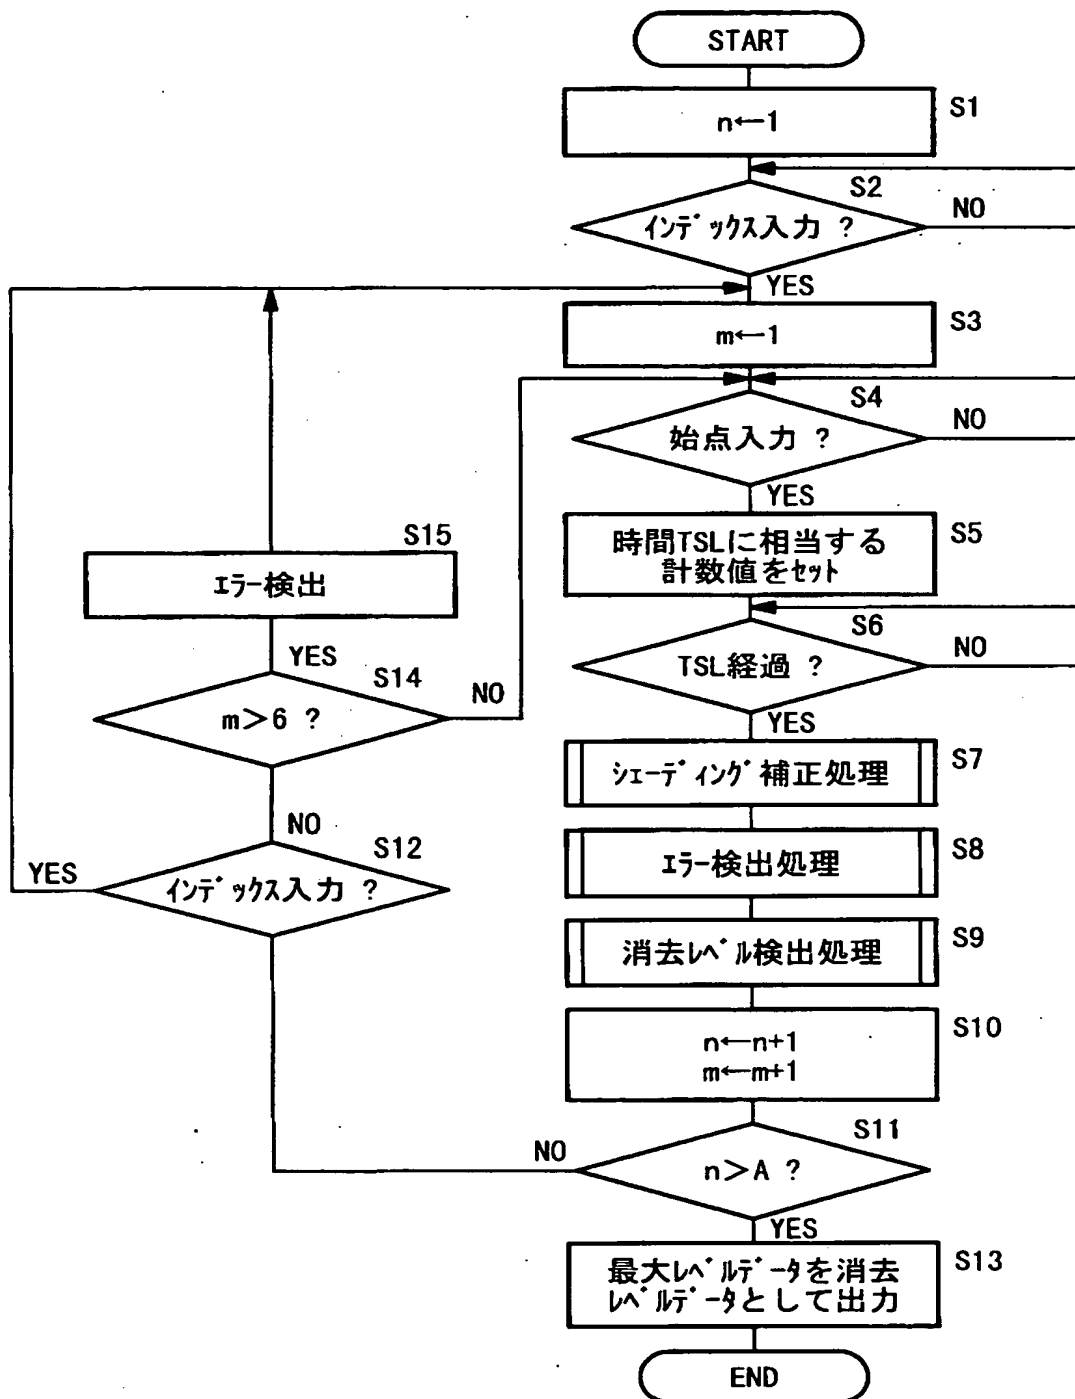 START
n←1
S1
S2
インデックス入力 ?
NO
YES
m←1
S3
S4
始点入力 ?
NO
YES
時間TSLに相当する
計数値をセット
S5
S6
TSL経過 ?
NO
YES
シェーディング補正処理
S7
エラー検出処理
S8
消去レベル検出処理
S9
n←n+1
m←m+1
S10
S11
n>A ?
NO
YES
S12
インデックス入力 ?
YES
NO
S14
m>6 ?
NO
YES
S15
エラー検出
最大レベルデータを消去
レベルデータとして出力
S13
END